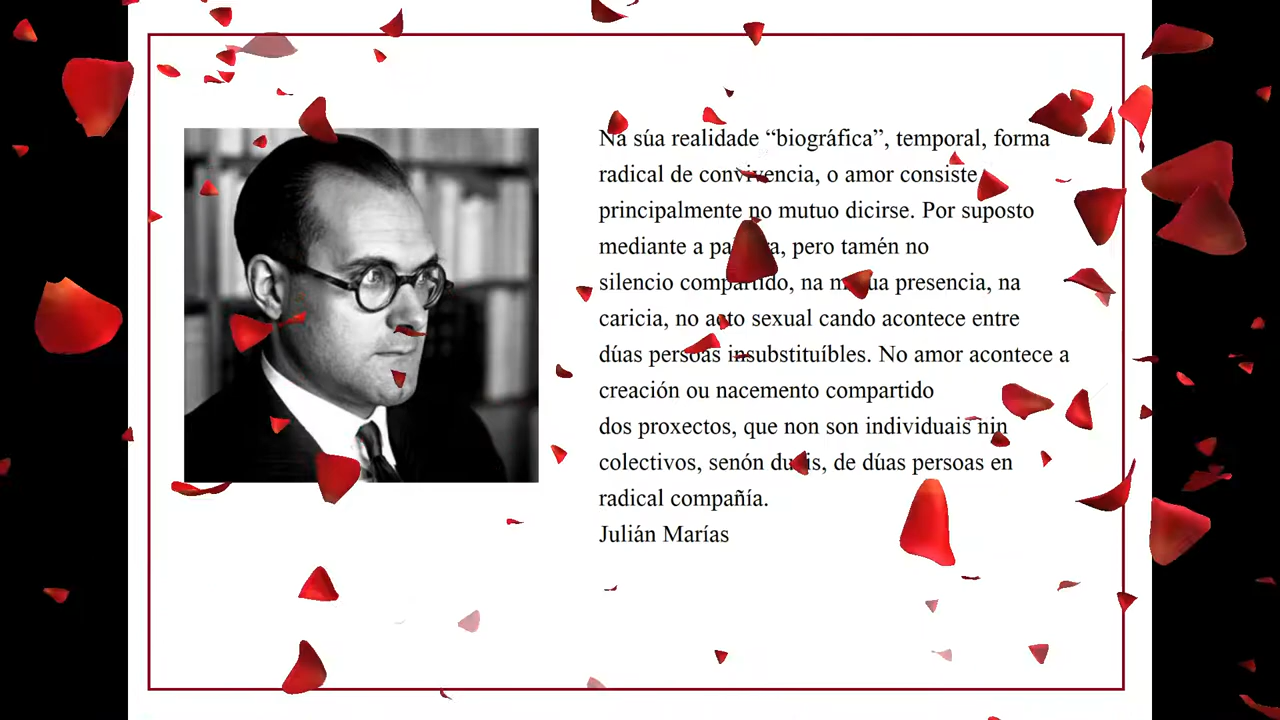 Na súa realidade “biográfica”, temporal, forma
radical de convivencia, o amor consiste
principalmente no mutuo dicirse. Por suposto
mediante a palabra, pero tamén no
silencio compartido, na mutua presencia, na
caricia, no acto sexual cando acontece entre
dúas persoas insubstituíbles. No amor acontece a
creación ou nacemento compartido
dos proxectos, que non son individuais nin
colectivos, senón duais, de dúas persoas en
radical compañía.
Julián Marías